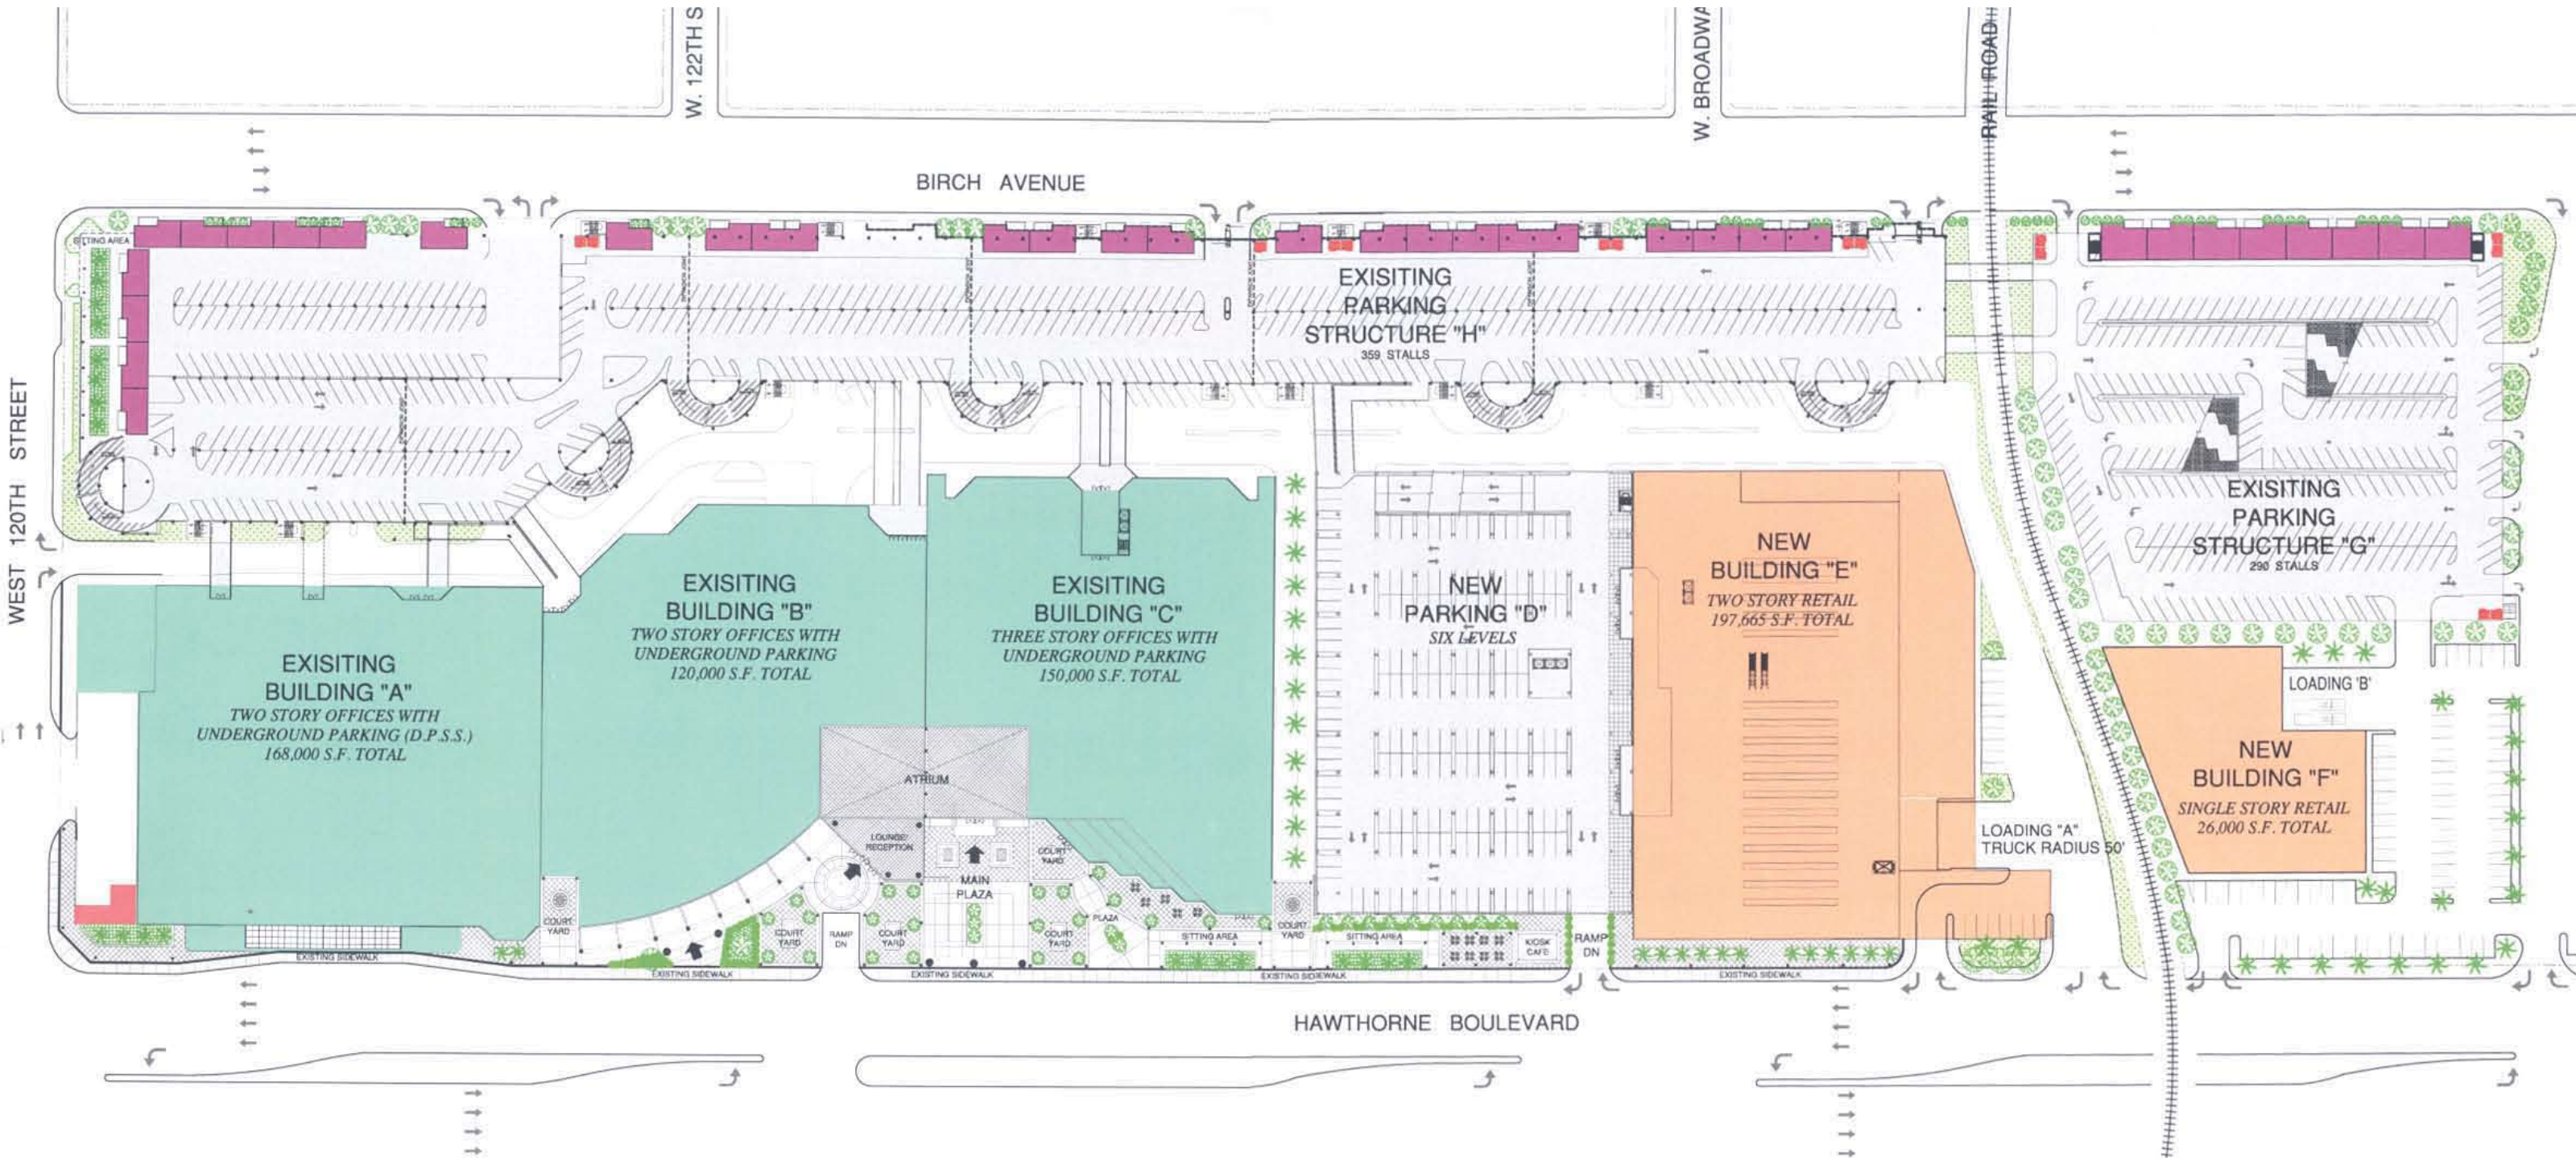 W. 122TH S
W. BROADWA
RAIL ROAD
BIRCH AVENUE
SITTING AREA
EXISITING
PARKING
STRUCTURE "H"
359 STALLS
WEST 120TH STREET
EXISITING
PARKING
STRUCTURE "G"
290 STALLS
EXISITING
BUILDING "A"
TWO STORY OFFICES WITH
UNDERGROUND PARKING (D.P.S.S.)
168,000 S.F. TOTAL
EXISITING
BUILDING "B"
TWO STORY OFFICES WITH
UNDERGROUND PARKING
120,000 S.F. TOTAL
EXISITING
BUILDING "C"
THREE STORY OFFICES WITH
UNDERGROUND PARKING
150,000 S.F. TOTAL
NEW
PARKING "D"
SIX LEVELS
NEW
BUILDING "E"
TWO STORY RETAIL
197,665 S.F. TOTAL
LOADING 'B'
NEW
BUILDING "F"
SINGLE STORY RETAIL
26,000 S.F. TOTAL
LOADING "A"
TRUCK RADIUS 50'
ATRIUM
LOUNGE/
RECEPTION
COURT
YARD
MAIN
PLAZA
PLAZA
COURT
YARD
COURT
YARD
RAMP
DN
COURT
YARD
COURT
YARD
SITTING AREA
COURT
YARD
SITTING AREA
KIOSK
CAFE
RAMP
DN
EXISTING SIDEWALK
EXISTING SIDEWALK
EXISTING SIDEWALK
EXISTING SIDEWALK
EXISTING SIDEWALK
HAWTHORNE BOULEVARD